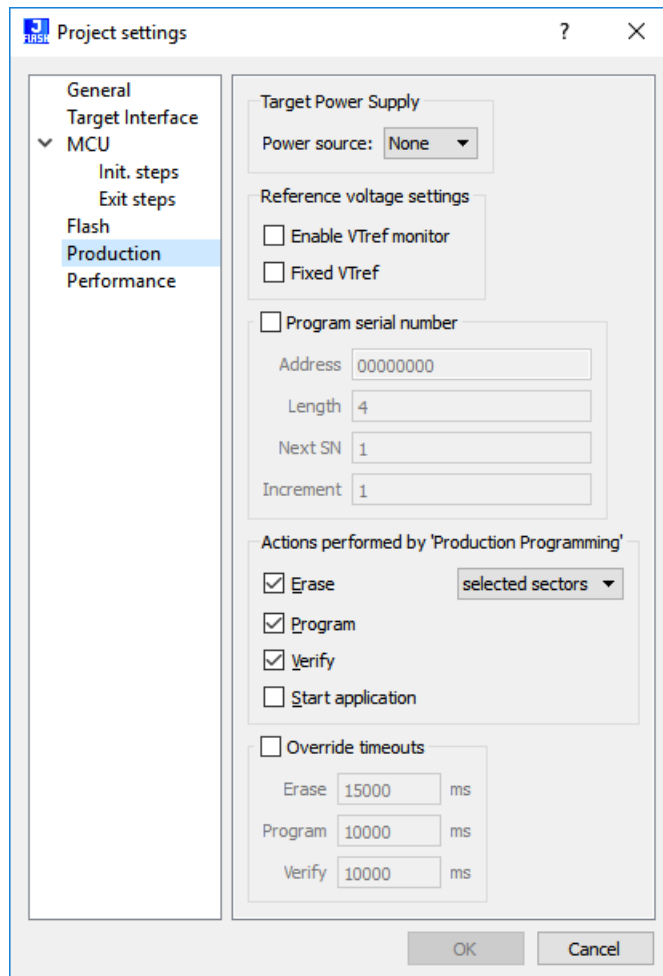 J
FLASH
Project settings
?
General
Target Interface
MCU
Init. steps
Exit steps
Flash
Production
Performance
Target Power Supply
Power source: None
Reference voltage settings
Enable VTref monitor
Fixed VTref
Program serial number
Address 00000000
Length 4
Next SN 1
Increment 1
Actions performed by 'Production Programming'
Erase selected sectors
Program
Verify
Start application
Override timeouts
Erase 15000 ms
Program 10000 ms
Verify 10000 ms
OK Cancel